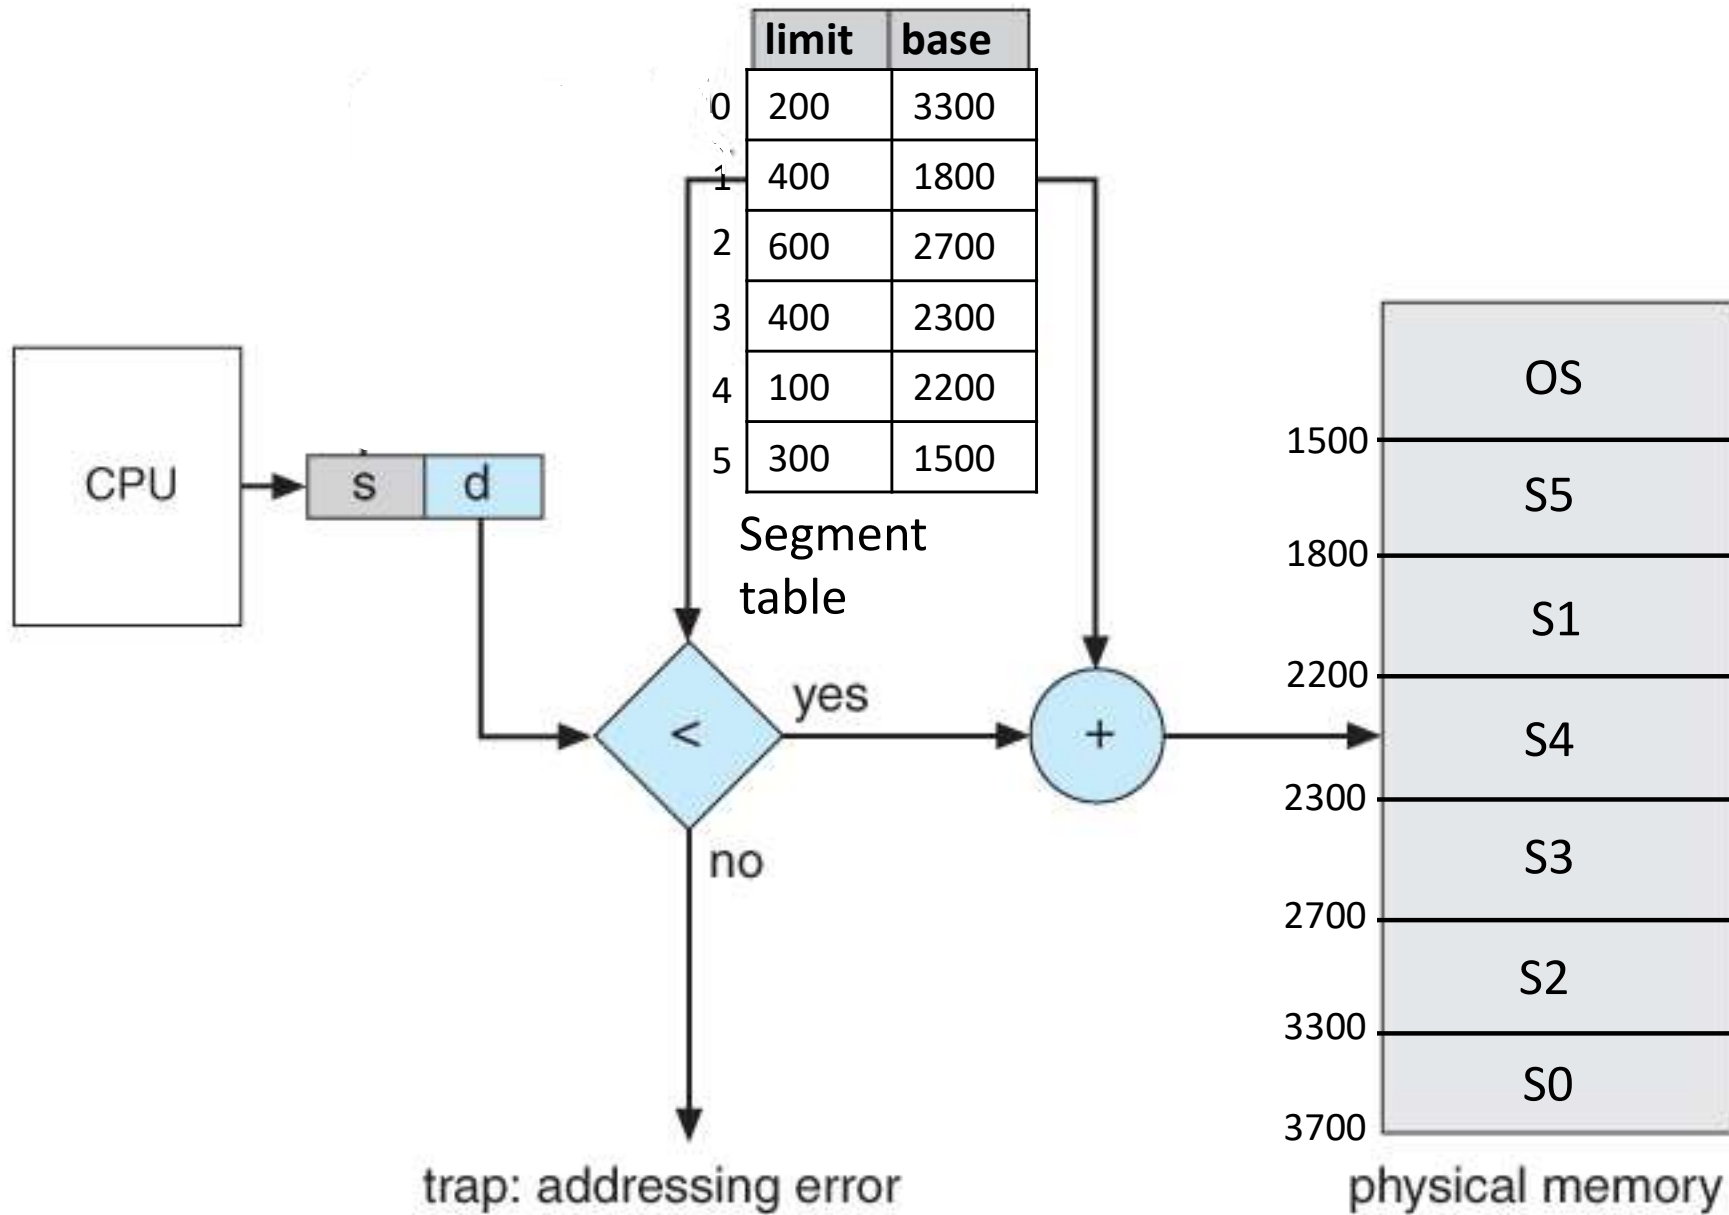 limit base
0 200 3300
1 400 1800
2 600 2700
3 400 2300
4 100 2200
5 300 1500
Segment
table
CPU
s d
<
yes
+
no
trap: addressing error
OS
1500
S5
1800
S1
2200
S4
2300
S3
2700
S2
3300
S0
3700
physical memory